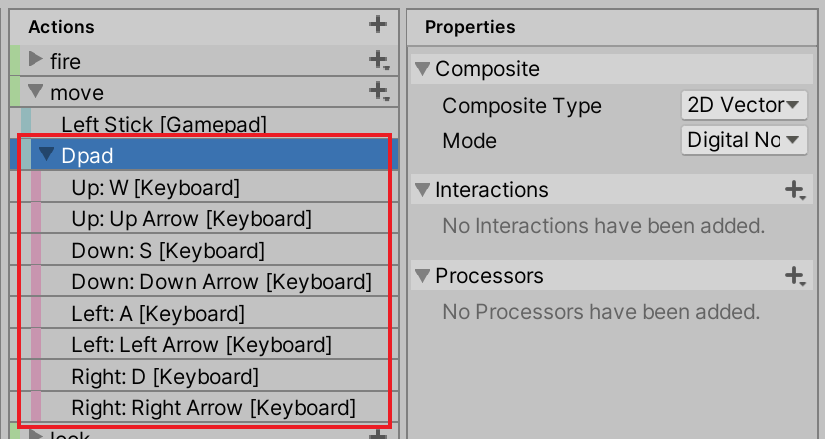 Actions
fire
move
Left Stick [Gamepad]
Dpad
Up: W [Keyboard]
Up: Up Arrow [Keyboard]
Down: S [Keyboard]
Down: Down Arrow [Keyboard]
Left: A [Keyboard]
Left: Left Arrow [Keyboard]
Right: D [Keyboard]
Right: Right Arrow [Keyboard]
look
Properties
Composite
Composite Type 2D Vector
Mode Digital No
Interactions
No Interactions have been added.
Processors
No Processors have been added.